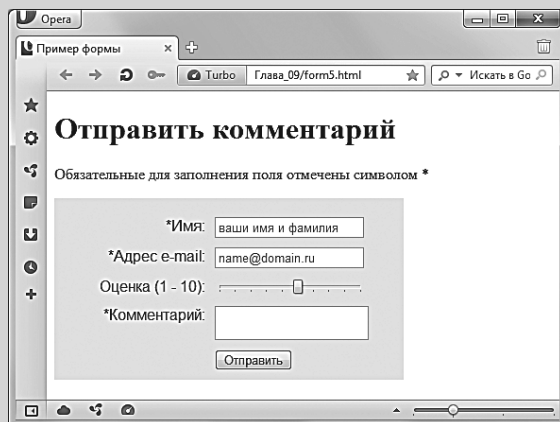 Opera
Пример формы
Turbo Глава_09/form5.html Искать в Go
Отправить комментарий
Обязательные для заполнения поля отмечены символом *
*Имя: ваши имя и фамилия
*Адрес e-mail: name@domain.ru
Оценка (1 - 10):
*Комментарий:
Отправить